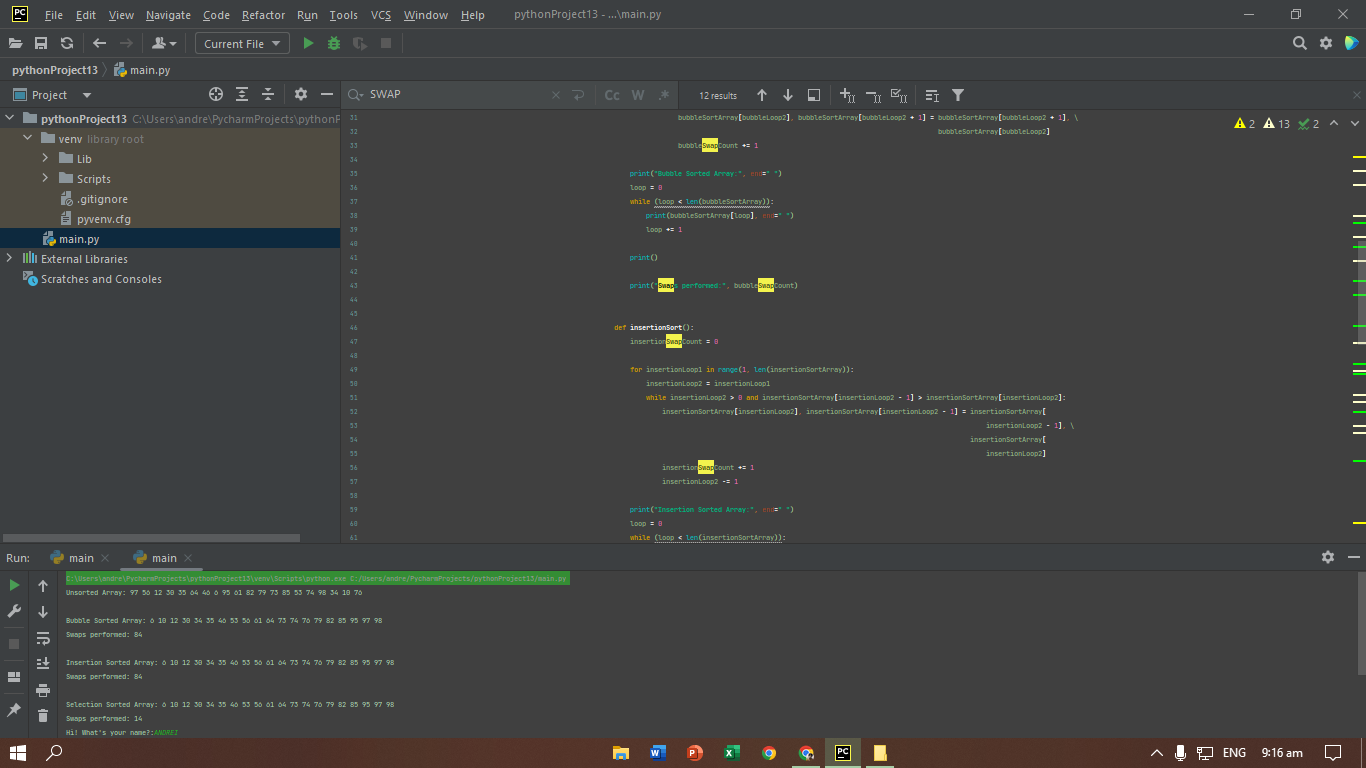 PC File Edit View Navigate Code Refactor Run Tools VCS Window Help pythonProject13 - ...\main.py
Current File
pythonProject13 main.py
Project
SWAP
Cc W .* 12 results
pythonProject13 C:\Users\andre\PycharmProjects\pythonP
venv library root
Lib
Scripts
.gitignore
pyvenv.cfg
main.py
External Libraries
Scratches and Consoles
2 13 2
31 bubbleSortArray[bubbleLoop2], bubbleSortArray[bubbleLoop2 + 1] = bubbleSortArray[bubbleLoop2 + 1], \
32 bubbleSortArray[bubbleLoop2]
33 bubbleSwapCount += 1
34
35 print("Bubble Sorted Array:", end=" ")
36 loop = 0
37 while (loop < len(bubbleSortArray)):
38 print(bubbleSortArray[loop], end=" ")
39 loop += 1
40
41 print()
42
43 print("Swaps performed:", bubbleSwapCount)
44
45
46 def insertionSort():
47 insertionSwapCount = 0
48
49 for insertionLoop1 in range(1, len(insertionSortArray)):
50 insertionLoop2 = insertionLoop1
51 while insertionLoop2 > 0 and insertionSortArray[insertionLoop2 - 1] > insertionSortArray[insertionLoop2]:
52 insertionSortArray[insertionLoop2], insertionSortArray[insertionLoop2 - 1] = insertionSortArray[
53 insertionLoop2 - 1], \
54 insertionSortArray[
55 insertionLoop2]
56 insertionSwapCount += 1
57 insertionLoop2 -= 1
58
59 print("Insertion Sorted Array:", end=" ")
60 loop = 0
61 while (loop < len(insertionSortArray)):
Run: main main
C:\Users\andre\PycharmProjects\pythonProject13\venv\Scripts\python.exe C:/Users/andre/PycharmProjects/pythonProject13/main.py
Unsorted Array: 97 56 12 30 35 64 46 6 95 61 82 79 73 85 53 74 98 34 10 76
Bubble Sorted Array: 6 10 12 30 34 35 46 53 56 61 64 73 74 76 79 82 85 95 97 98
Swaps performed: 84
Insertion Sorted Array: 6 10 12 30 34 35 46 53 56 61 64 73 74 76 79 82 85 95 97 98
Swaps performed: 84
Selection Sorted Array: 6 10 12 30 34 35 46 53 56 61 64 73 74 76 79 82 85 95 97 98
Swaps performed: 14
Hi! What's your name?:ANDREI
W P X PC ENG 9:16 am